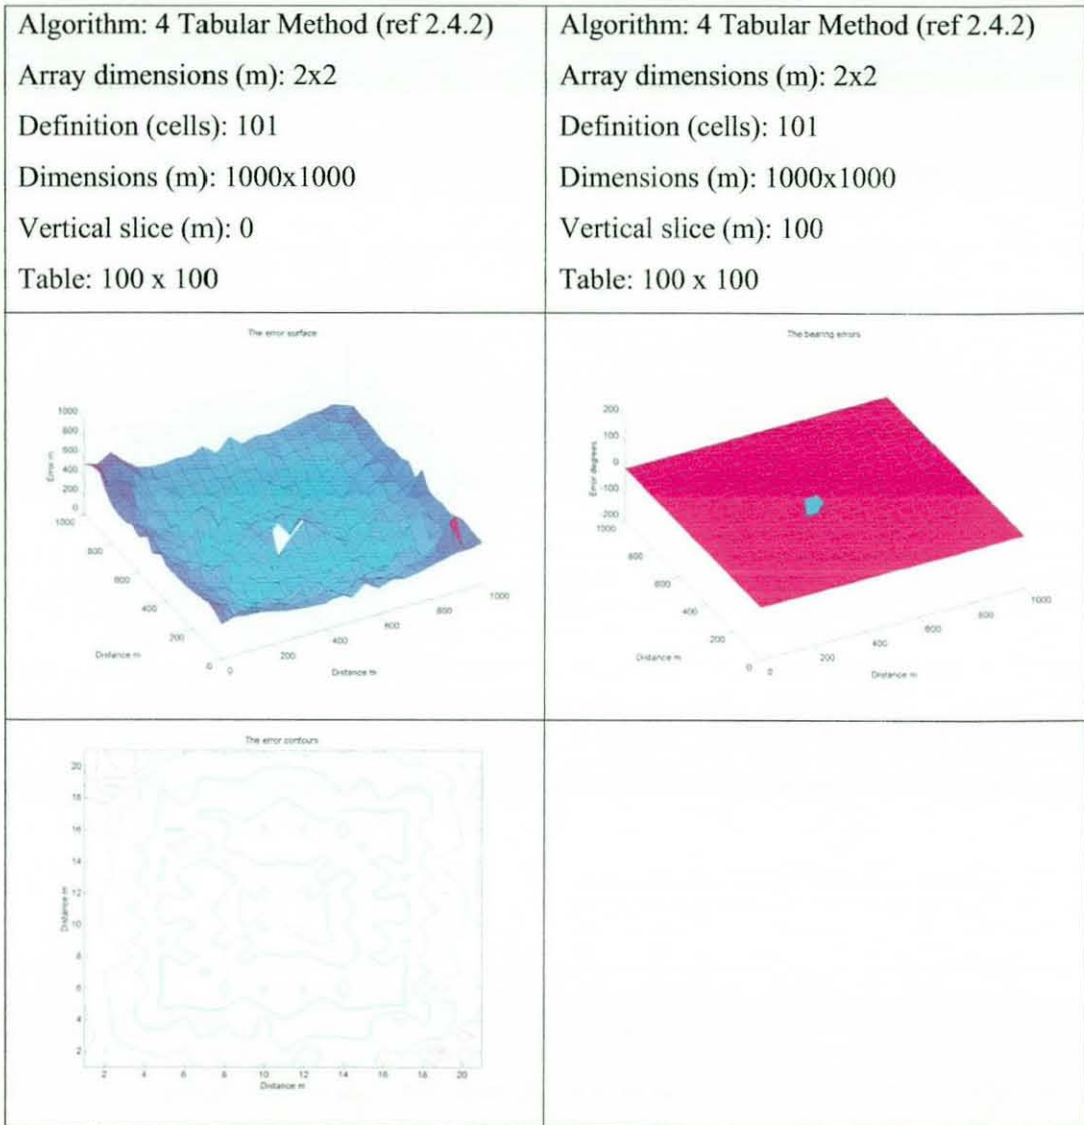 Algorithm: 4 Tabular Method (ref 2.4.2)
Array dimensions (m): 2x2
Definition (cells): 101
Dimensions (m): 1000x1000
Vertical slice (m): 0
Table: 100 x 100
Algorithm: 4 Tabular Method (ref 2.4.2)
Array dimensions (m): 2x2
Definition (cells): 101
Dimensions (m): 1000x1000
Vertical slice (m): 100
Table: 100 x 100
The error surface
1000
800
600
400
200
0
Error m
1000
800
600
400
200
0
Distance m
0
200
400
600
800
1000
Distance m
The bearing errors
200
100
0
-100
-200
Error degrees
1000
800
600
400
200
0
Distance m
0
200
400
600
800
1000
Distance m
The error contours
20
18
16
14
12
10
8
6
4
2
Distance m
2 4 6 8 10 12 14 16 18 20
Distance m